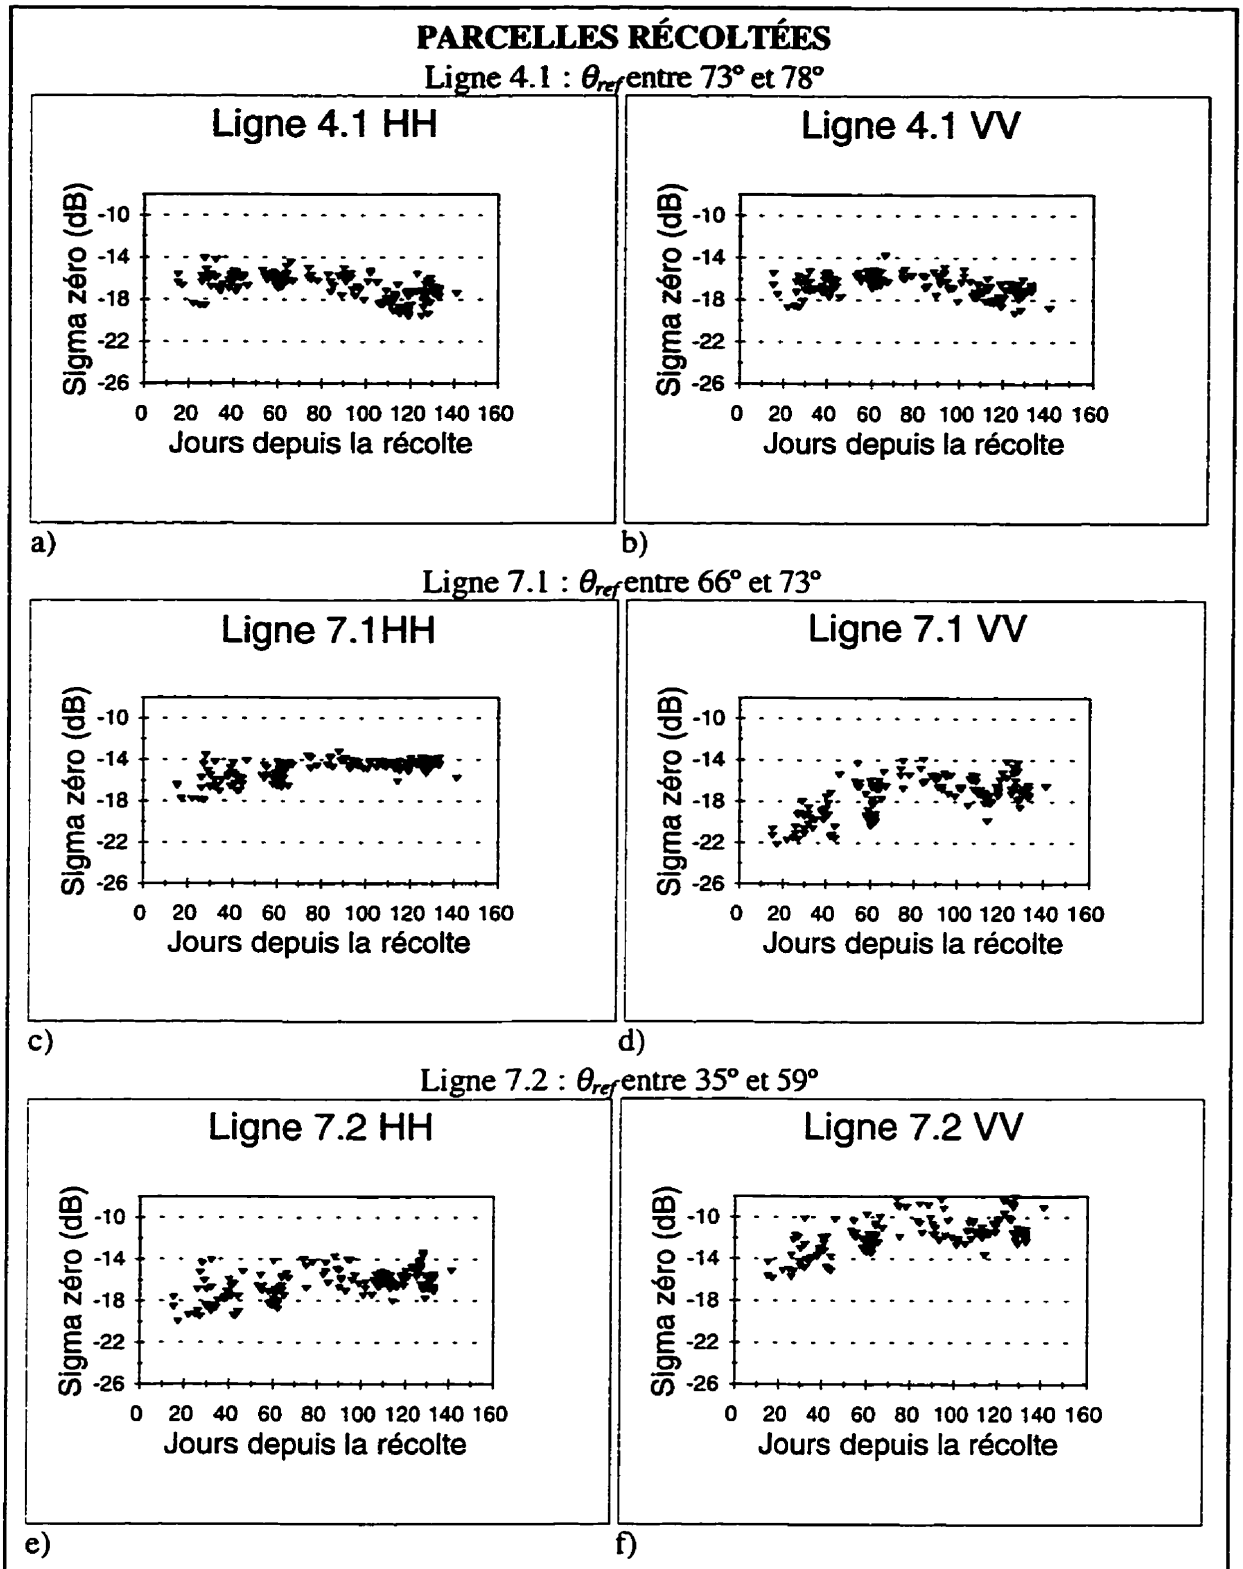 PARCELLES RÉCOLTÉES
Ligne 4.1 : θref entre 73° et 78°
Ligne 4.1 HH
Sigma zéro (dB)
-10
-14
-18
-22
-26
0 20 40 60 80 100 120 140 160
Jours depuis la récolte
a)
Ligne 4.1 VV
Sigma zéro (dB)
-10
-14
-18
-22
-26
0 20 40 60 80 100 120 140 160
Jours depuis la récolte
b)
Ligne 7.1 : θref entre 66° et 73°
Ligne 7.1HH
Sigma zéro (dB)
-10
-14
-18
-22
-26
0 20 40 60 80 100 120 140 160
Jours depuis la récolte
c)
Ligne 7.1 VV
Sigma zéro (dB)
-10
-14
-18
-22
-26
0 20 40 60 80 100 120 140 160
Jours depuis la récolte
d)
Ligne 7.2 : θref entre 35° et 59°
Ligne 7.2 HH
Sigma zéro (dB)
-10
-14
-18
-22
-26
0 20 40 60 80 100 120 140 160
Jours depuis la récolte
e)
Ligne 7.2 VV
Sigma zéro (dB)
-10
-14
-18
-22
-26
0 20 40 60 80 100 120 140 160
Jours depuis la récolte
f)